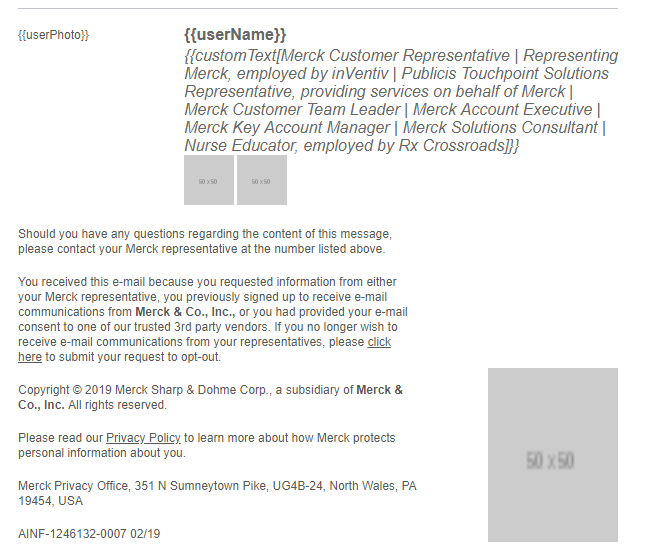 {{userPhoto}}
{{userName}}
{{customText[Merck Customer Representative | Representing
Merck, employed by inVentiv | Publicis Touchpoint Solutions
Representative, providing services on behalf of Merck |
Merck Customer Team Leader | Merck Account Executive |
Merck Key Account Manager | Merck Solutions Consultant |
Nurse Educator, employed by Rx Crossroads]}}
50 x 50
50 x 50
Should you have any questions regarding the content of this message,
please contact your Merck representative at the number listed above.
You received this e-mail because you requested information from either
your Merck representative, you previously signed up to receive e-mail
communications from Merck & Co., Inc., or you had provided your e-mail
consent to one of our trusted 3rd party vendors. If you no longer wish to
receive e-mail communications from your representatives, please click
here to submit your request to opt-out.
Copyright © 2019 Merck Sharp & Dohme Corp., a subsidiary of Merck &
Co., Inc. All rights reserved.
Please read our Privacy Policy to learn more about how Merck protects
personal information about you.
Merck Privacy Office, 351 N Sumneytown Pike, UG4B-24, North Wales, PA
19454, USA
AINF-1246132-0007 02/19
50 x 50